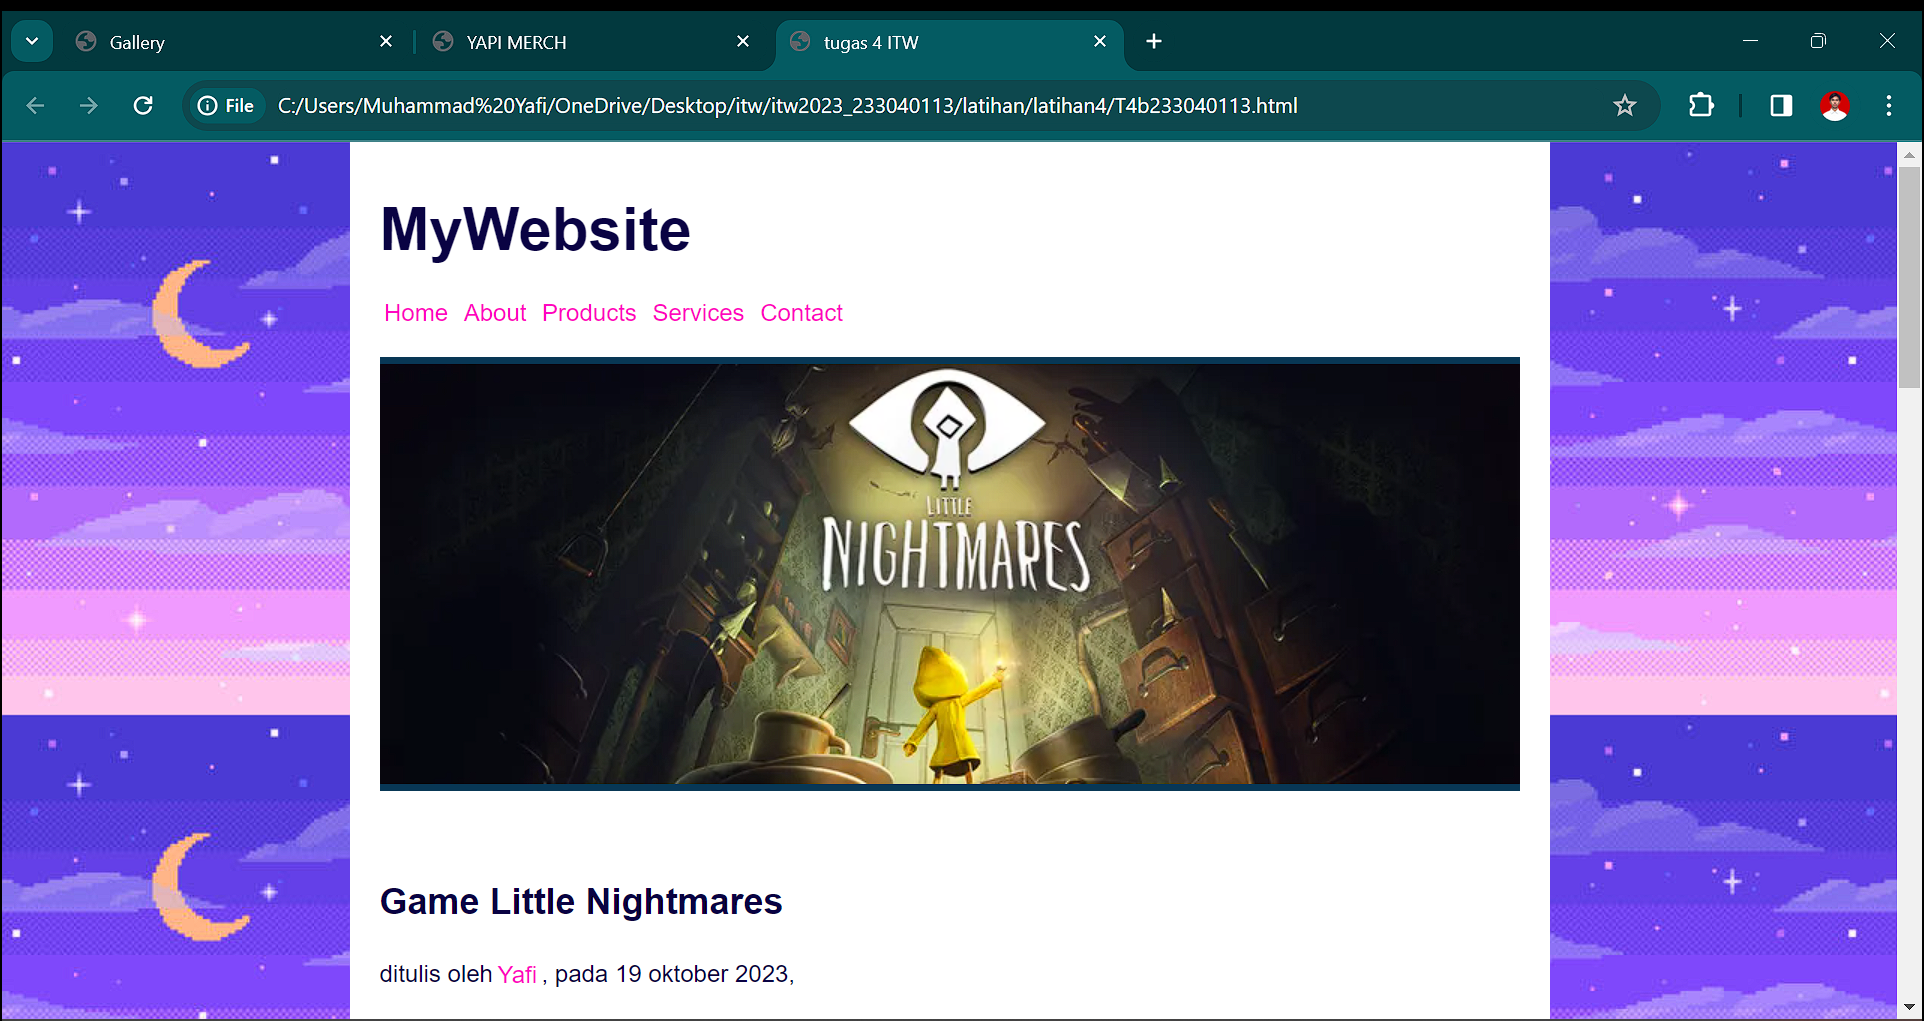 Gallery
YAPI MERCH
tugas 4 ITW
File
C:/Users/Muhammad%20Yafi/OneDrive/Desktop/itw/itw2023_233040113/latihan/latihan4/T4b233040113.html
MyWebsite
Home About Products Services Contact
LITTLE
NIGHTMARES
Game Little Nightmares
ditulis oleh Yafi , pada 19 oktober 2023,